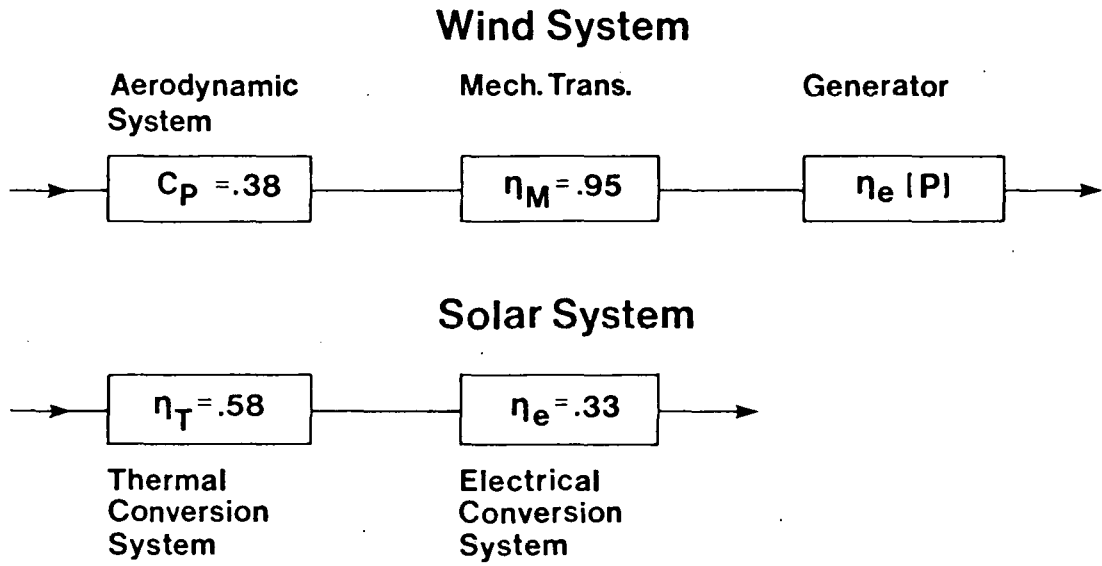 Wind System
Aerodynamic
System
Mech. Trans.
Generator
C_P = .38
η_M = .95
η_e [P]
Solar System
η_T = .58
η_e = .33
Thermal
Conversion
System
Electrical
Conversion
System